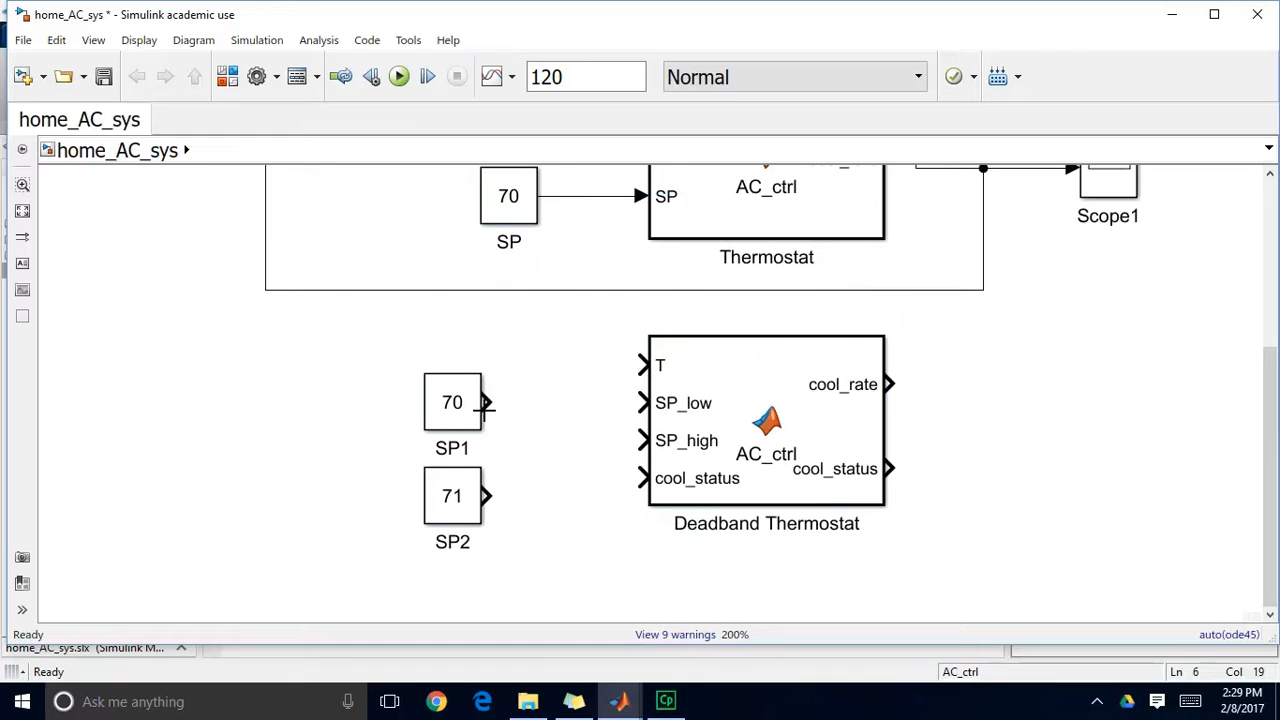 home_AC_sys * - Simulink academic use
File Edit View Display Diagram Simulation Analysis Code Tools Help
120 Normal
home_AC_sys
home_AC_sys
70
SP
SP
AC_ctrl
Thermostat
Scope1
70
SP1
71
SP2
T
SP_low
SP_high
cool_status
cool_rate
cool_status
AC_ctrl
Deadband Thermostat
Ready View 9 warnings 200% auto(ode45)
home_AC_sys.slx (Simulink M...
Ready AC_ctrl Ln 6 Col 19
Ask me anything
Cp
2:29 PM
2/8/2017